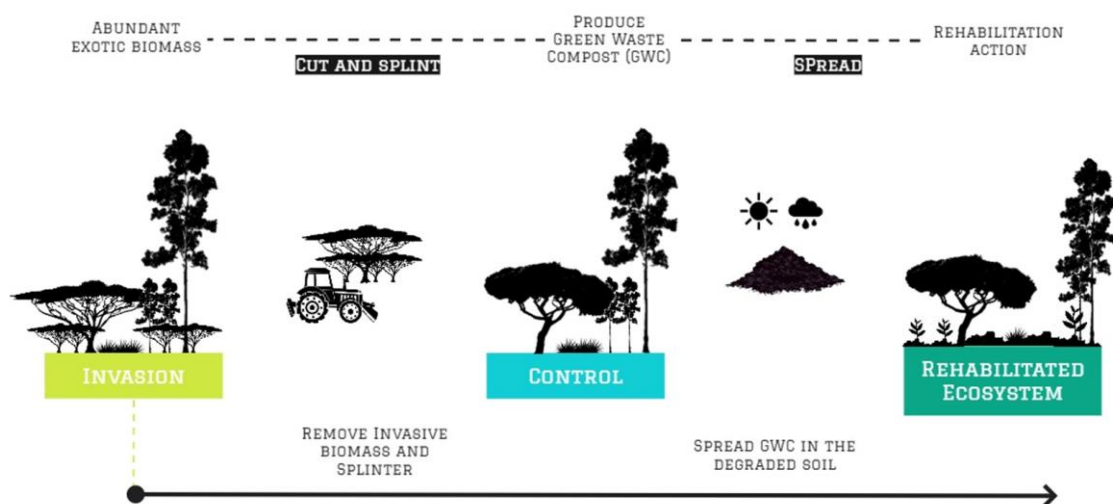 Abundant
exotic biomass
Cut and splint
Produce
Green Waste
Compost (GWC)
SPread
Rehabilitation
Action
Invasion
Control
Rehabilitated
Ecosystem
Remove Invasive
biomass and
Splinter
Spread GWC in the
degraded soil